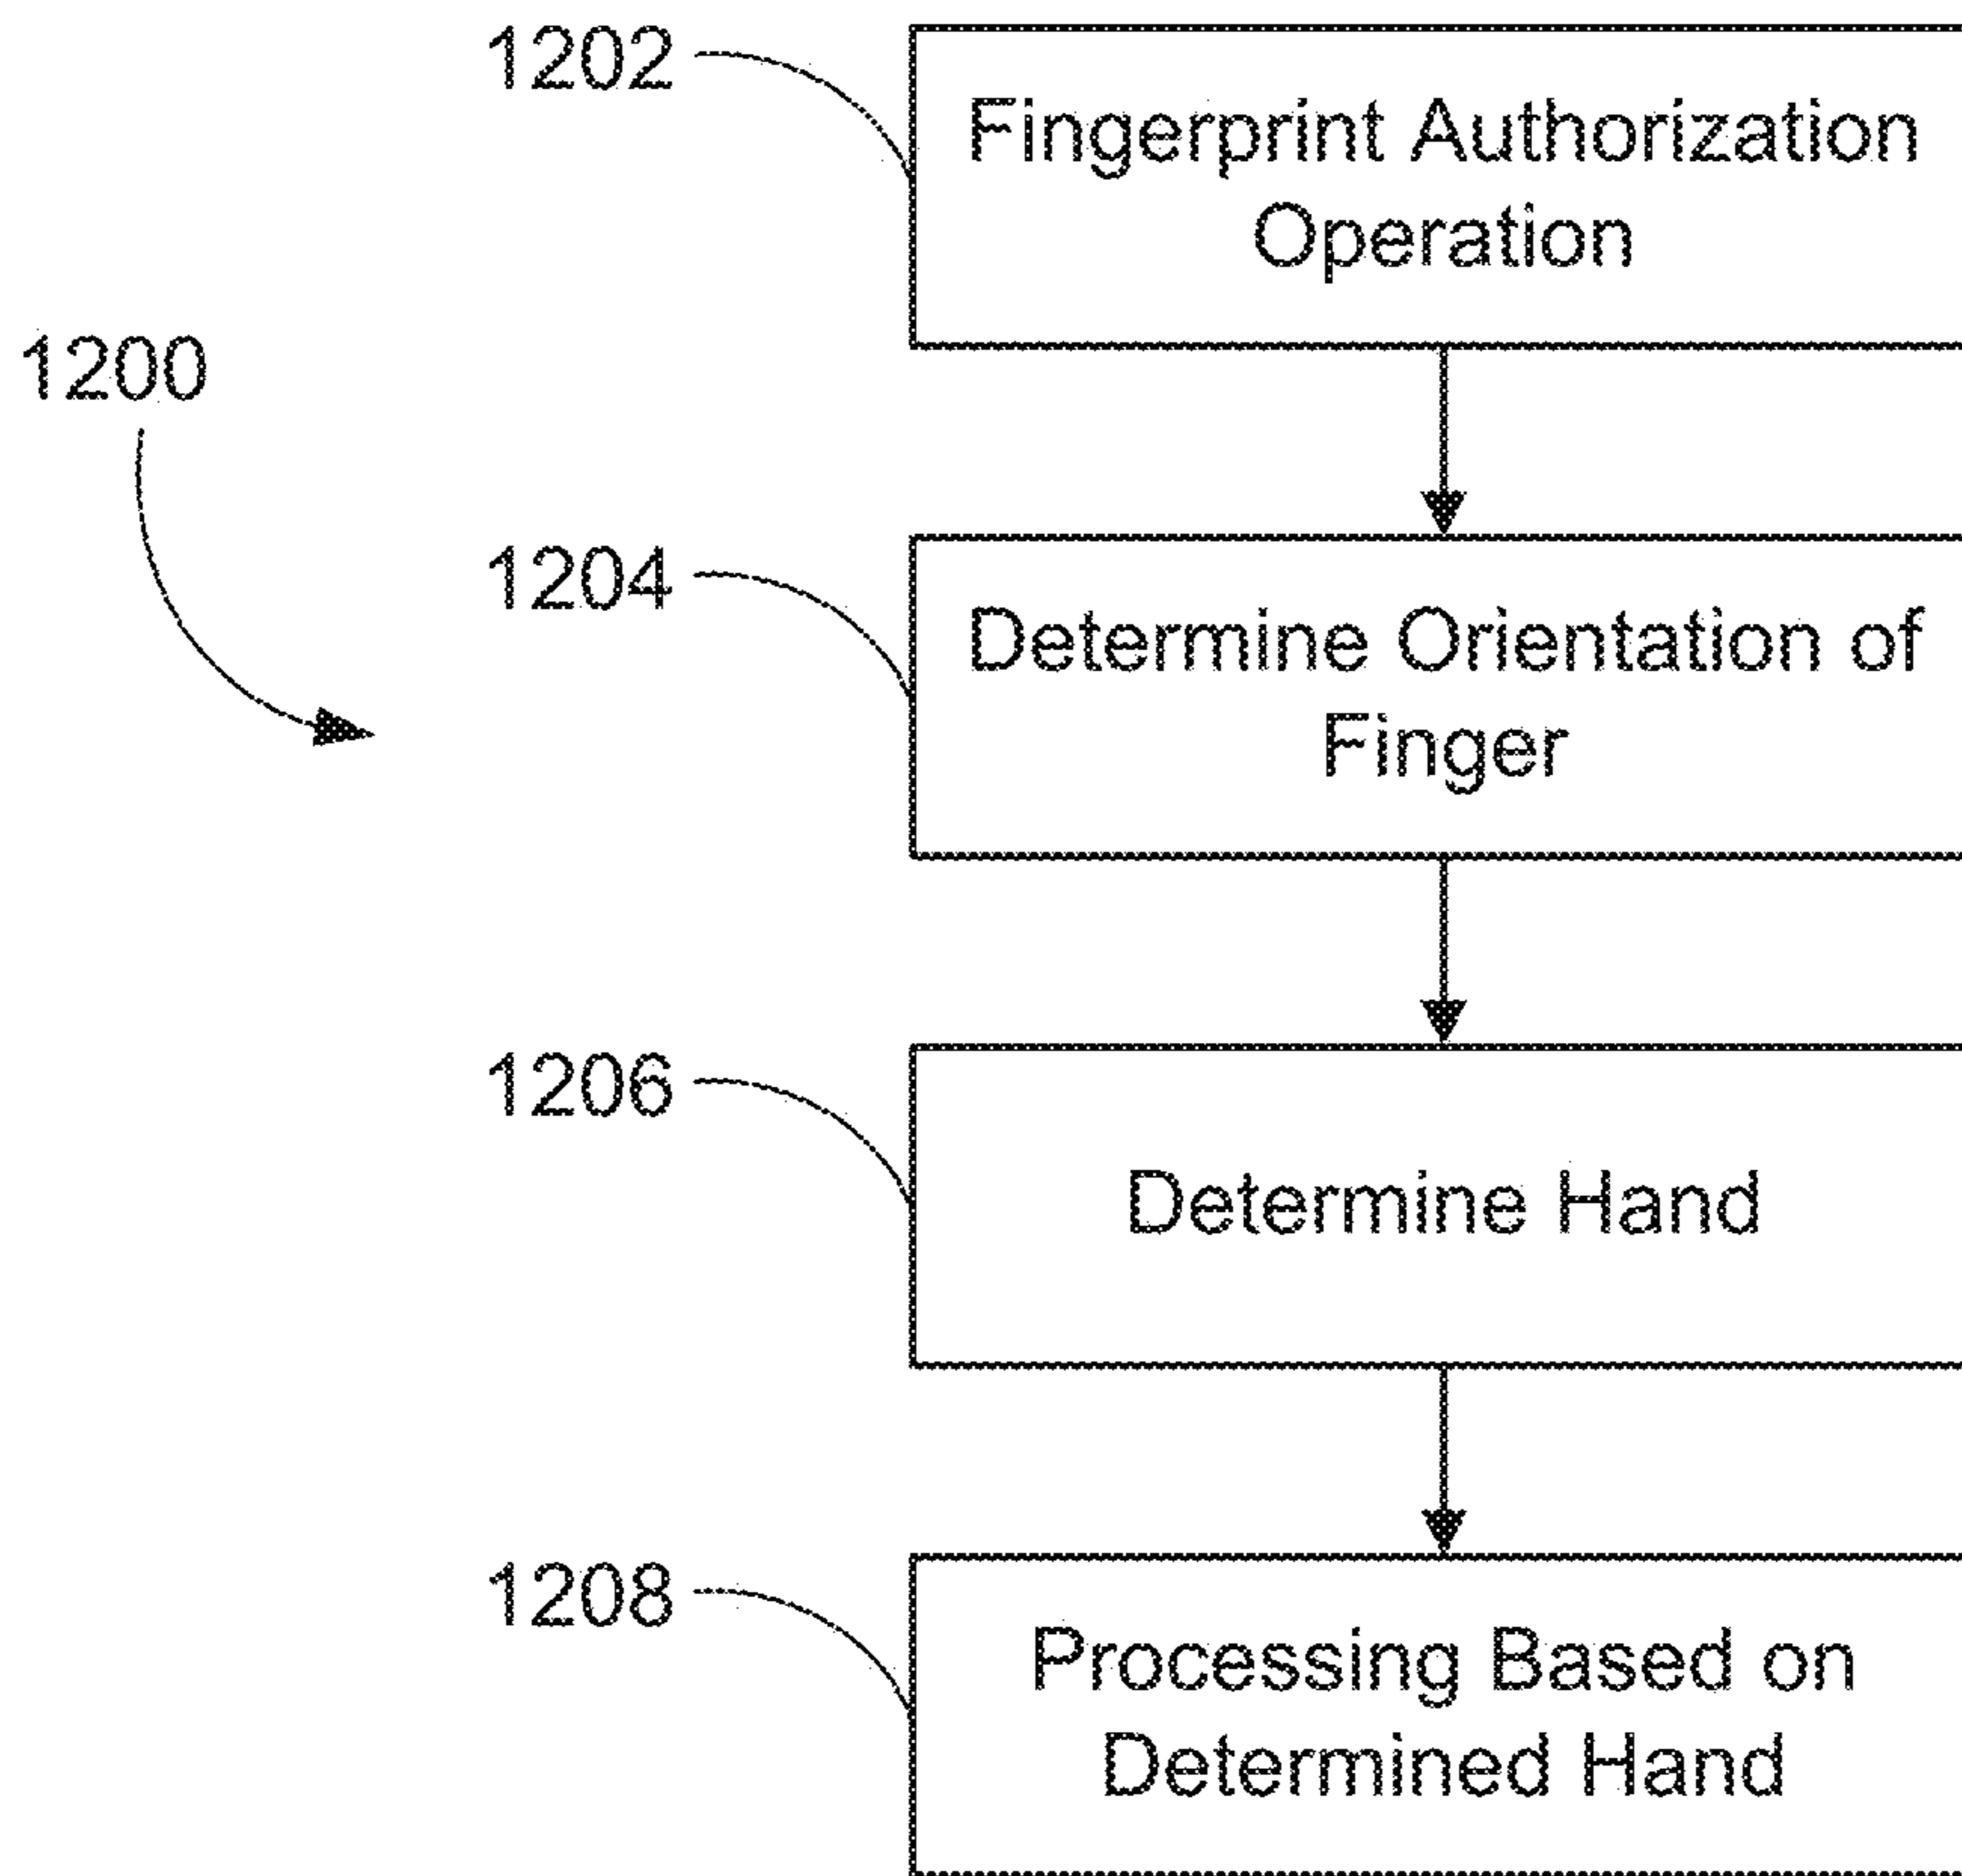 1202
Fingerprint Authorization
Operation
1200
1204
Determine Orientation of
Finger
1206
Determine Hand
1208
Processing Based on
Determined Hand